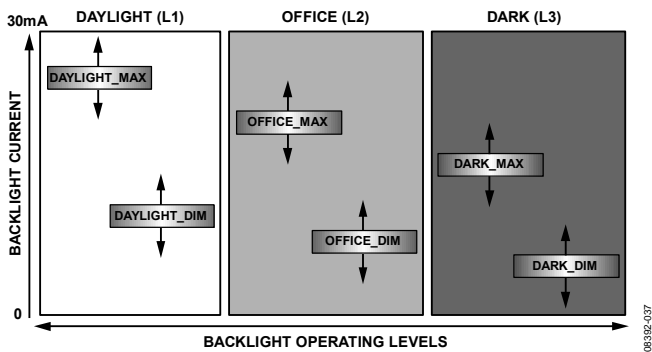 30mA
DAYLIGHT (L1)
OFFICE (L2)
DARK (L3)
BACKLIGHT CURRENT
DAYLIGHT_MAX
OFFICE_MAX
DARK_MAX
DAYLIGHT_DIM
OFFICE_DIM
DARK_DIM
0
BACKLIGHT OPERATING LEVELS
08392-037